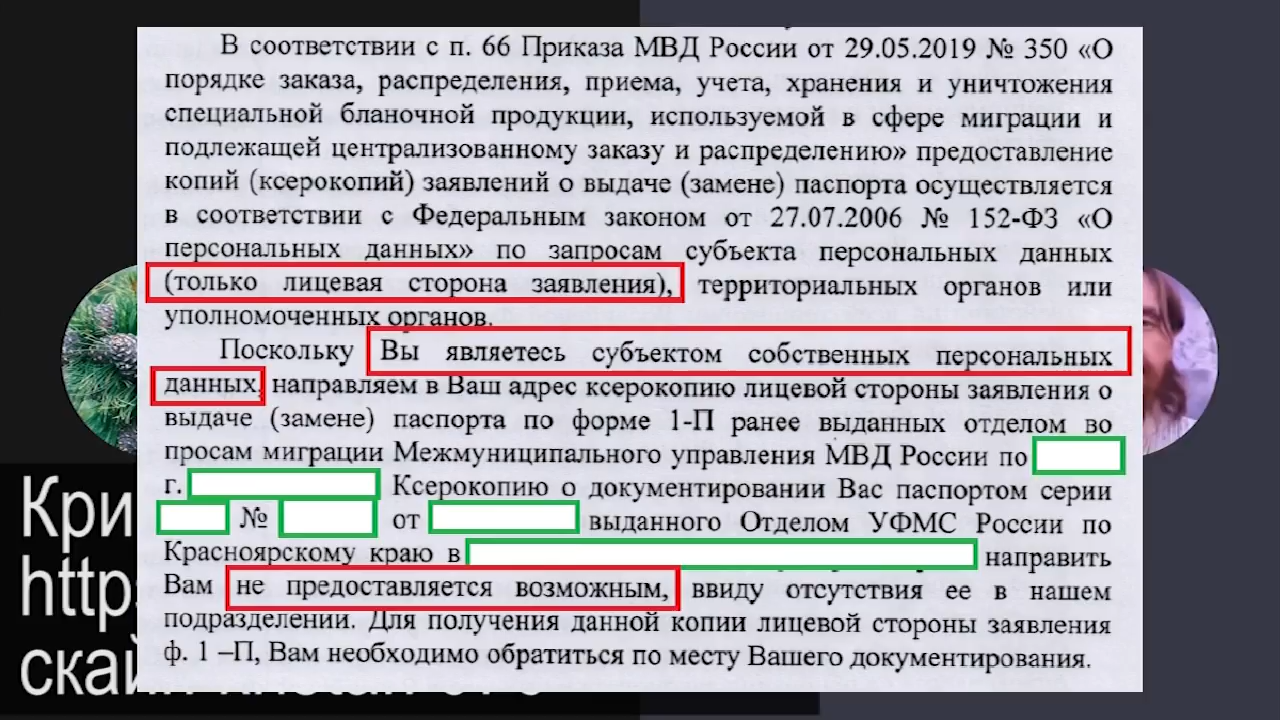 В соответствии с п. 66 Приказа МВД России от 29.05.2019 № 350 «О
порядке заказа, распределения, приема, учета, хранения и уничтожения
специальной бланочной продукции, используемой в сфере миграции и
подлежащей централизованному заказу и распределению» предоставление
копий (ксерокопий) заявлений о выдаче (замене) паспорта осуществляется
в соответствии с Федеральным законом от 27.07.2006 № 152-ФЗ «О
персональных данных» по запросам субъекта персональных данных
(только лицевая сторона заявления), территориальных органов или
уполномоченных органов.
Поскольку Вы являетесь субъектом собственных персональных
данных, направляем в Ваш адрес ксерокопию лицевой стороны заявления о
выдаче (замене) паспорта по форме 1-П ранее выданных отделом во
просам миграции Межмуниципального управления МВД России по
г. Ксерокопию о документировании Вас паспортом серии
№ от выданного Отделом УФМС России по
Красноярскому краю в направить
Вам не предоставляется возможным, ввиду отсутствия ее в нашем
подразделении. Для получения данной копии лицевой стороны заявления
ф. 1 –П, Вам необходимо обратиться по месту Вашего документирования.
Кри
http
скай